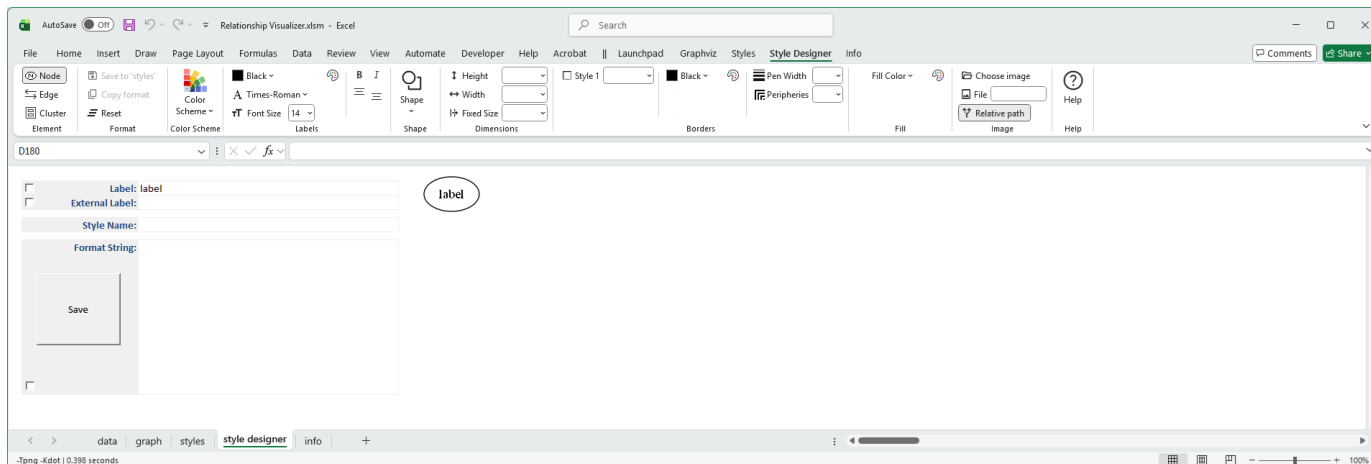 AutoSave Off Relationship Visualizer.xlsm - Excel Search
File Home Insert Draw Page Layout Formulas Data Review View Automate Developer Help Acrobat || Launchpad Graphviz Styles Style Designer Info Comments Share
Node Save to 'styles' Black B I Height Style 1 Black Pen Width Fill Color Choose image
Edge Copy format Color Scheme A Times-Roman Shape Width Peripheries File Help
Cluster Reset Font Size 14 Fixed Size Relative path
Element Format Color Scheme Labels Shape Dimensions Borders Fill Image Help
D180 fx
Label: label label
External Label:
Style Name:
Format String:
Save
data graph styles style designer info +
-Tpng -Kdot | 0.398 seconds 100%